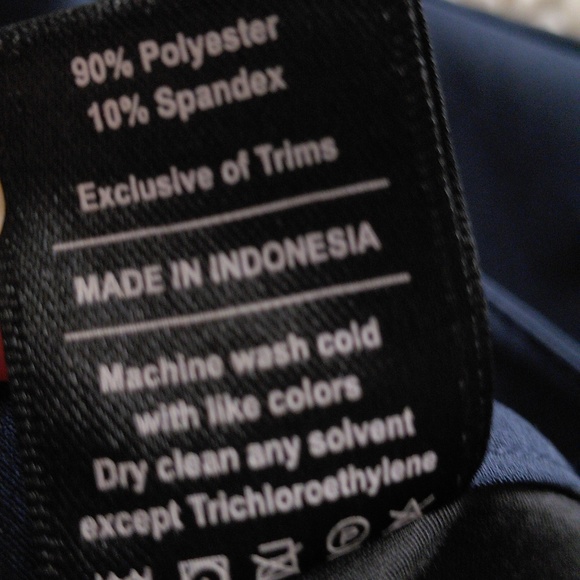 90% Polyester
10% Spandex
Exclusive of Trims
MADE IN INDONESIA
Machine wash cold
with like colors
Dry clean any solvent
except Trichloroethylene
P